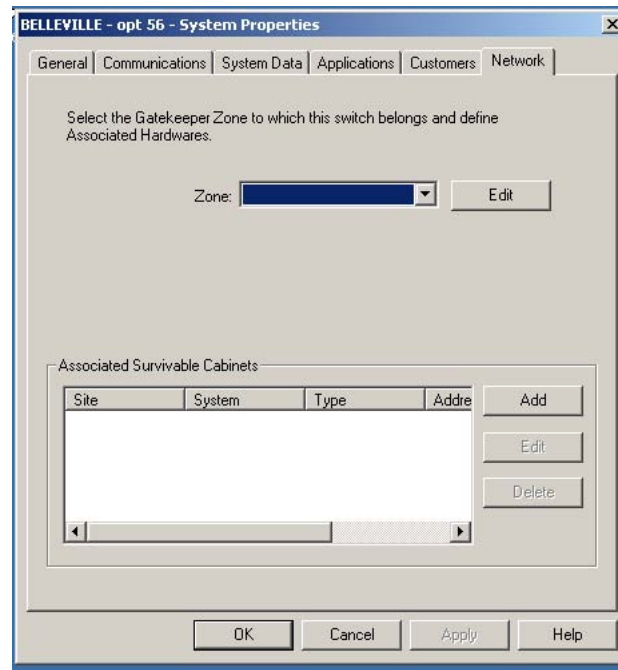 BELLEVILLE - opt 56 - System Properties
General Communications System Data Applications Customers Network
Select the Gatekeeper Zone to which this switch belongs and define
Associated Hardwares.
Zone: Edit
Associated Survivable Cabinets
Site System Type Addre Add
Edit
Delete
OK Cancel Apply Help